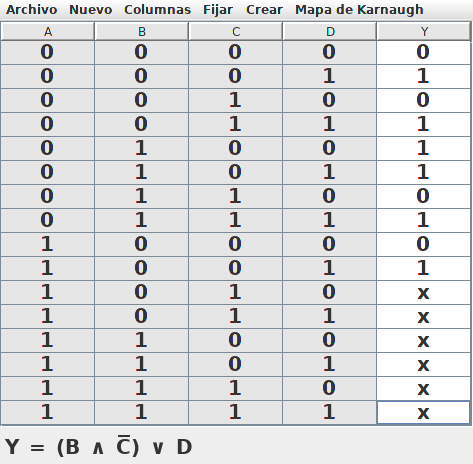 Archivo Nuevo Columnas Fijar Crear Mapa de Karnaugh
A B C D Y
0 0 0 0 0
0 0 0 1 1
0 0 1 0 0
0 0 1 1 1
0 1 0 0 1
0 1 0 1 1
0 1 1 0 0
0 1 1 1 1
1 0 0 0 0
1 0 0 1 1
1 0 1 0 x
1 0 1 1 x
1 1 0 0 x
1 1 0 1 x
1 1 1 0 x
1 1 1 1 x
Y = (B ∧ C̅) ∨ D